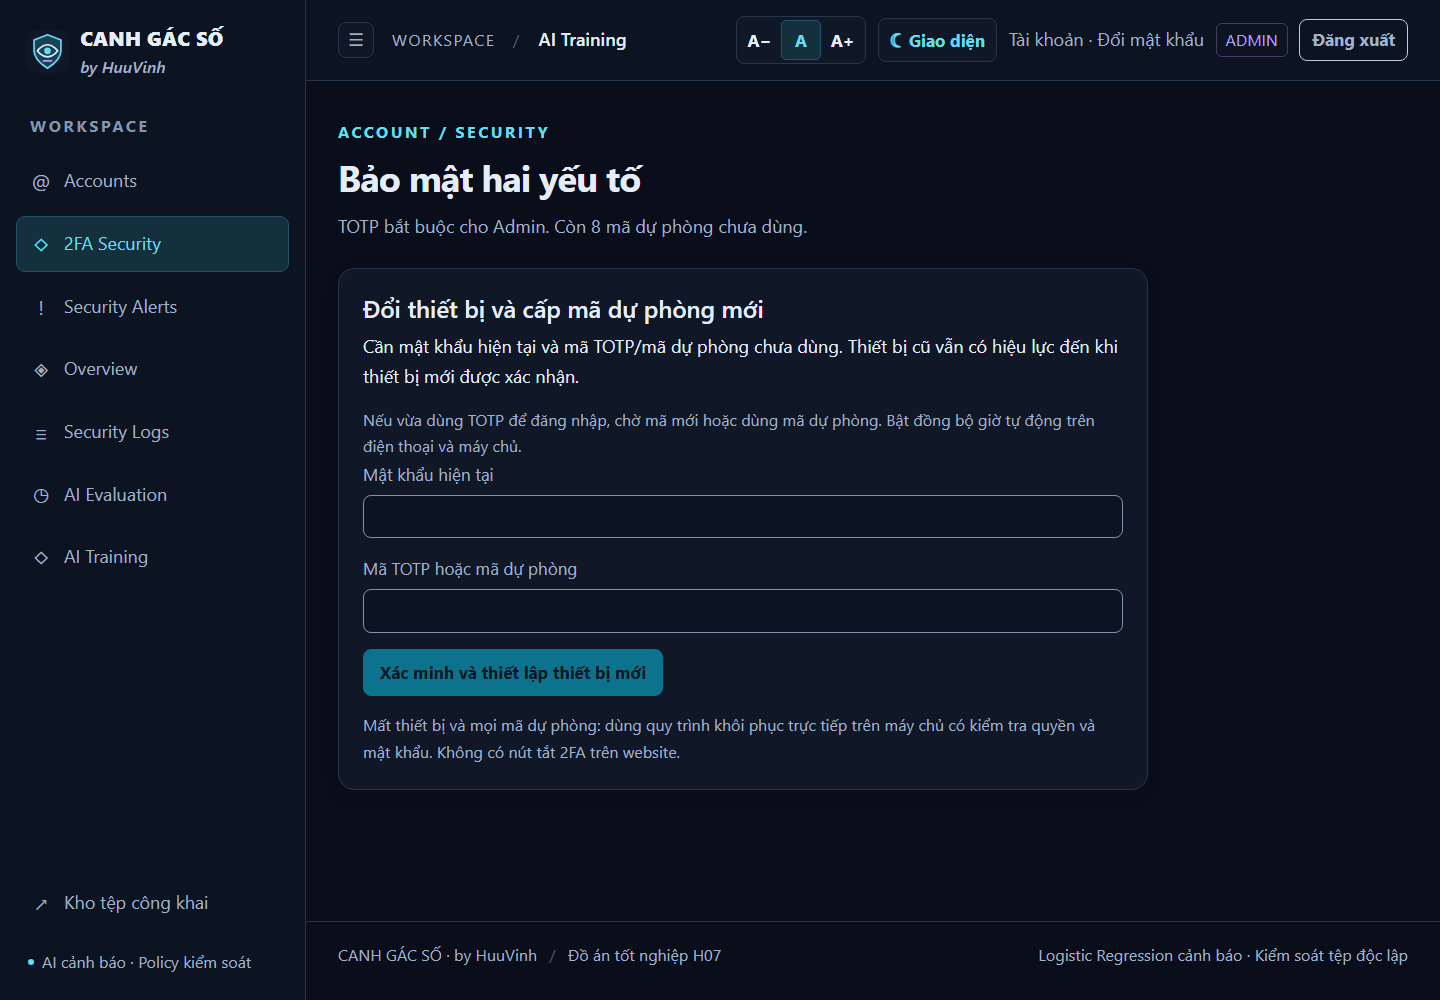 CANH GÁC SỐ
by HuuVinh
WORKSPACE
@ Accounts
◇ 2FA Security
! Security Alerts
◈ Overview
☰ Security Logs
◷ AI Evaluation
◇ AI Training
↗ Kho tệp công khai
AI cảnh báo · Policy kiểm soát
☰ WORKSPACE / AI Training
A− A A+ ☾ Giao diện Tài khoản · Đổi mật khẩu ADMIN Đăng xuất
ACCOUNT / SECURITY
Bảo mật hai yếu tố
TOTP bắt buộc cho Admin. Còn 8 mã dự phòng chưa dùng.
Đổi thiết bị và cấp mã dự phòng mới
Cần mật khẩu hiện tại và mã TOTP/mã dự phòng chưa dùng. Thiết bị cũ vẫn có hiệu lực đến khi
thiết bị mới được xác nhận.
Nếu vừa dùng TOTP để đăng nhập, chờ mã mới hoặc dùng mã dự phòng. Bật đồng bộ giờ tự động trên
điện thoại và máy chủ.
Mật khẩu hiện tại
Mã TOTP hoặc mã dự phòng
Xác minh và thiết lập thiết bị mới
Mất thiết bị và mọi mã dự phòng: dùng quy trình khôi phục trực tiếp trên máy chủ có kiểm tra quyền và
mật khẩu. Không có nút tắt 2FA trên website.
CANH GÁC SỐ · by HuuVinh / Đồ án tốt nghiệp H07
Logistic Regression cảnh báo · Kiểm soát tệp độc lập